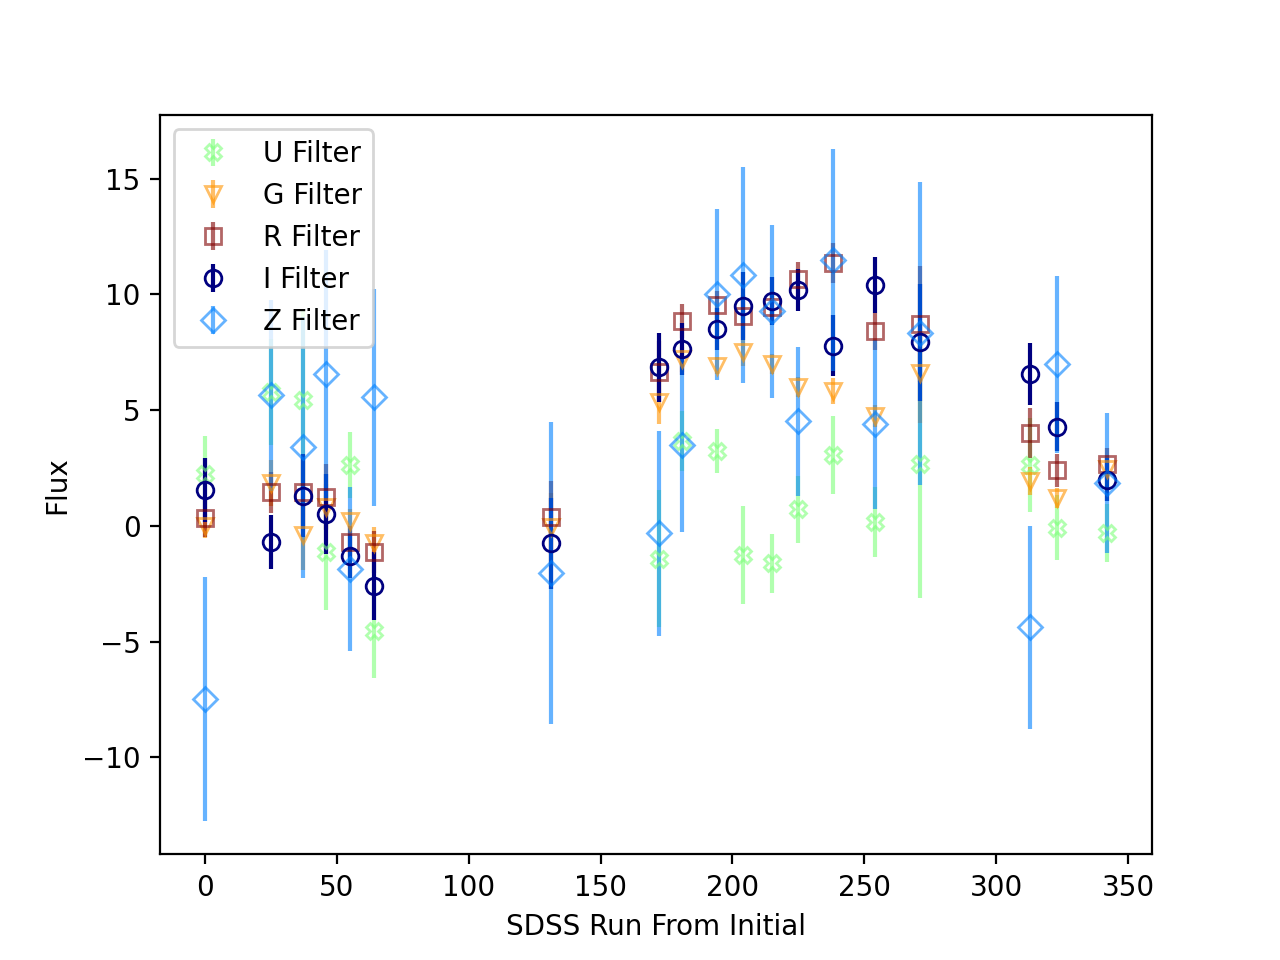 U Filter
G Filter
R Filter
I Filter
Z Filter
15
10
5
0
−5
−10
Flux
0 50 100 150 200 250 300 350
SDSS Run From Initial